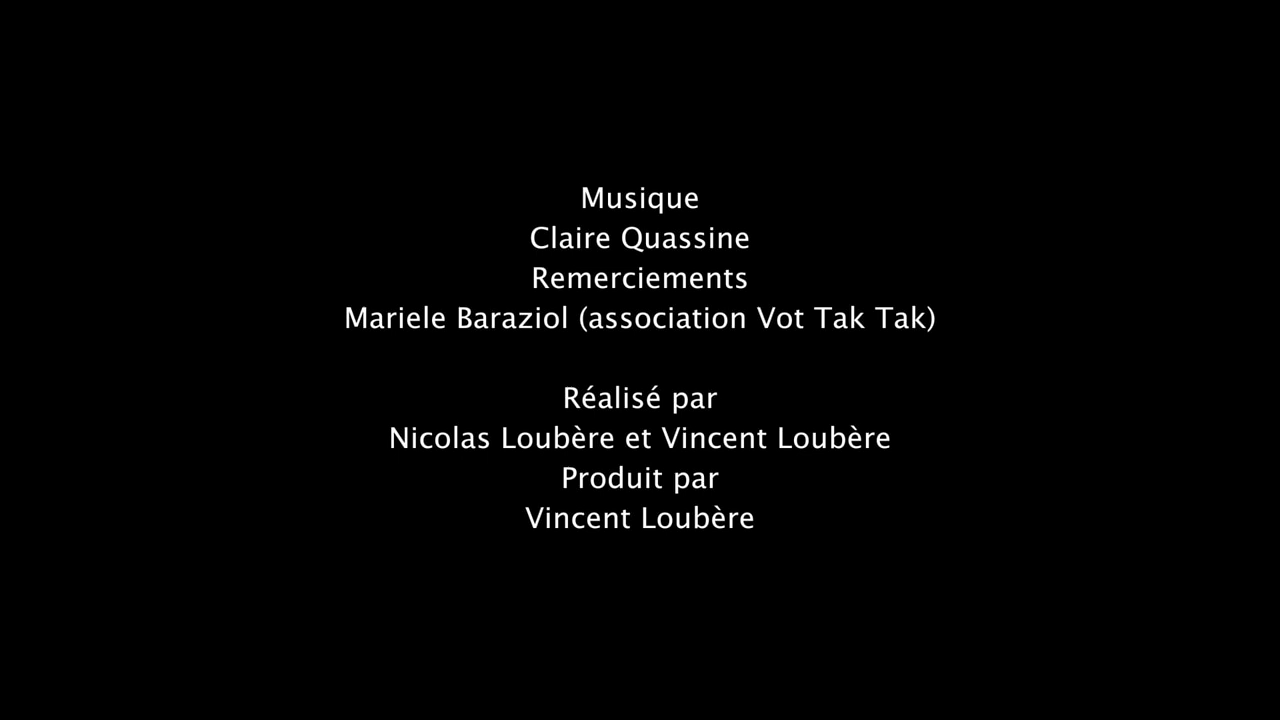 Musique
Claire Quassine
Remerciements
Mariele Baraziol (association Vot Tak Tak)
Réalisé par
Nicolas Loubère et Vincent Loubère
Produit par
Vincent Loubère